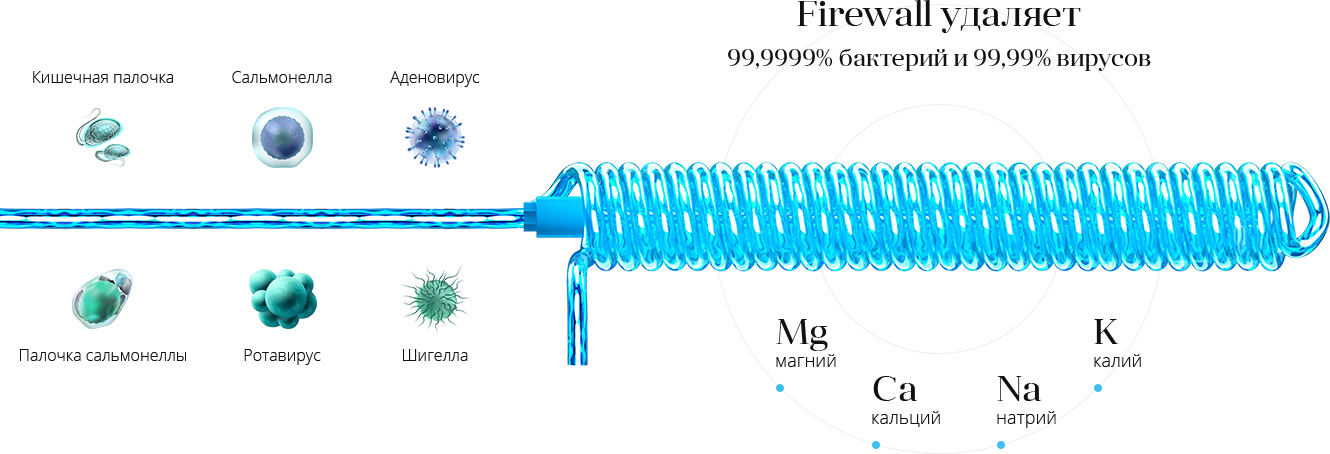 Firewall удаляет
99,9999% бактерий и 99,99% вирусов
Кишечная палочка
Сальмонелла
Аденовирус
Палочка сальмонеллы
Ротавирус
Шигелла
Mg
магний
Ca
кальций
Na
натрий
K
калий